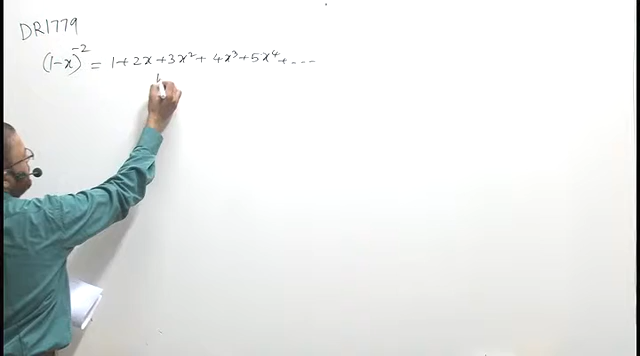 DR1779
(1-x)⁻² = 1+2x+3x²+4x³+5x⁴+...